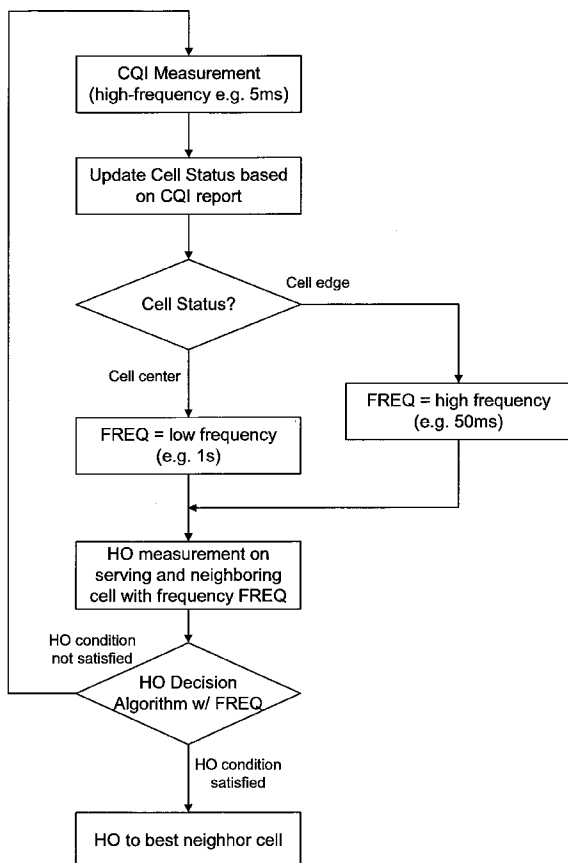 CQI Measurement
(high-frequency e.g. 5ms)
Update Cell Status based
on CQI report
Cell Status?
Cell edge
Cell center
FREQ = low frequency
(e.g. 1s)
FREQ = high frequency
(e.g. 50ms)
HO measurement on
serving and neighboring
cell with frequency FREQ
HO condition
not satisfied
HO Decision
Algorithm w/ FREQ
HO condition
satisfied
HO to best neighhor cell